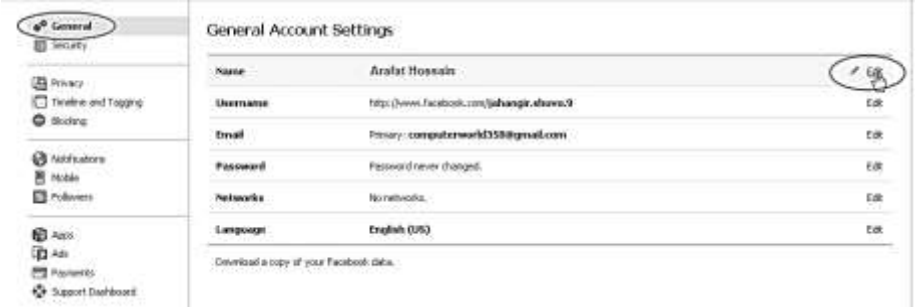 General
Security
Privacy
Timeline and Tagging
Blocking
Notifications
Mobile
Followers
Apps
Ads
Payments
Support Dashboard
General Account Settings
Name Arafat Hossain Edit
Username http://www.facebook.com/jahangir.shuvo.9 Edit
Email Primary: computerworld358@gmail.com Edit
Password Password never changed. Edit
Networks No networks. Edit
Language English (US) Edit
Download a copy of your Facebook data.